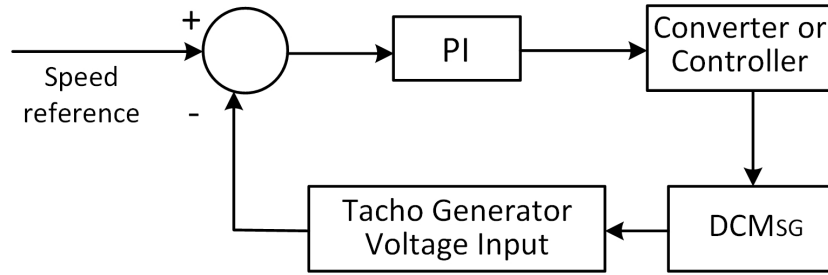 +
Speed
reference
-
PI
Converter or
Controller
Tacho Generator
Voltage Input
DCMSG